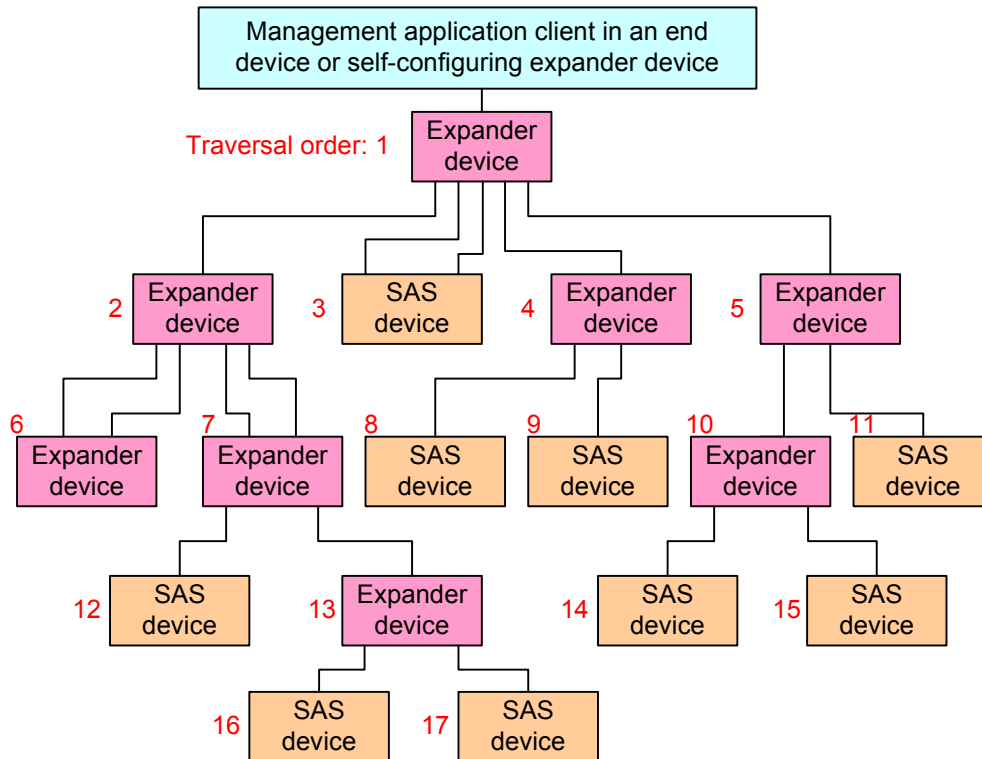 Management application client in an end
device or self-configuring expander device
Traversal order: 1
Expander
device
2
Expander
device
3
SAS
device
4
Expander
device
5
Expander
device
6
Expander
device
7
Expander
device
8
SAS
device
9
SAS
device
10
Expander
device
11
SAS
device
12
SAS
device
13
Expander
device
14
SAS
device
15
SAS
device
16
SAS
device
17
SAS
device